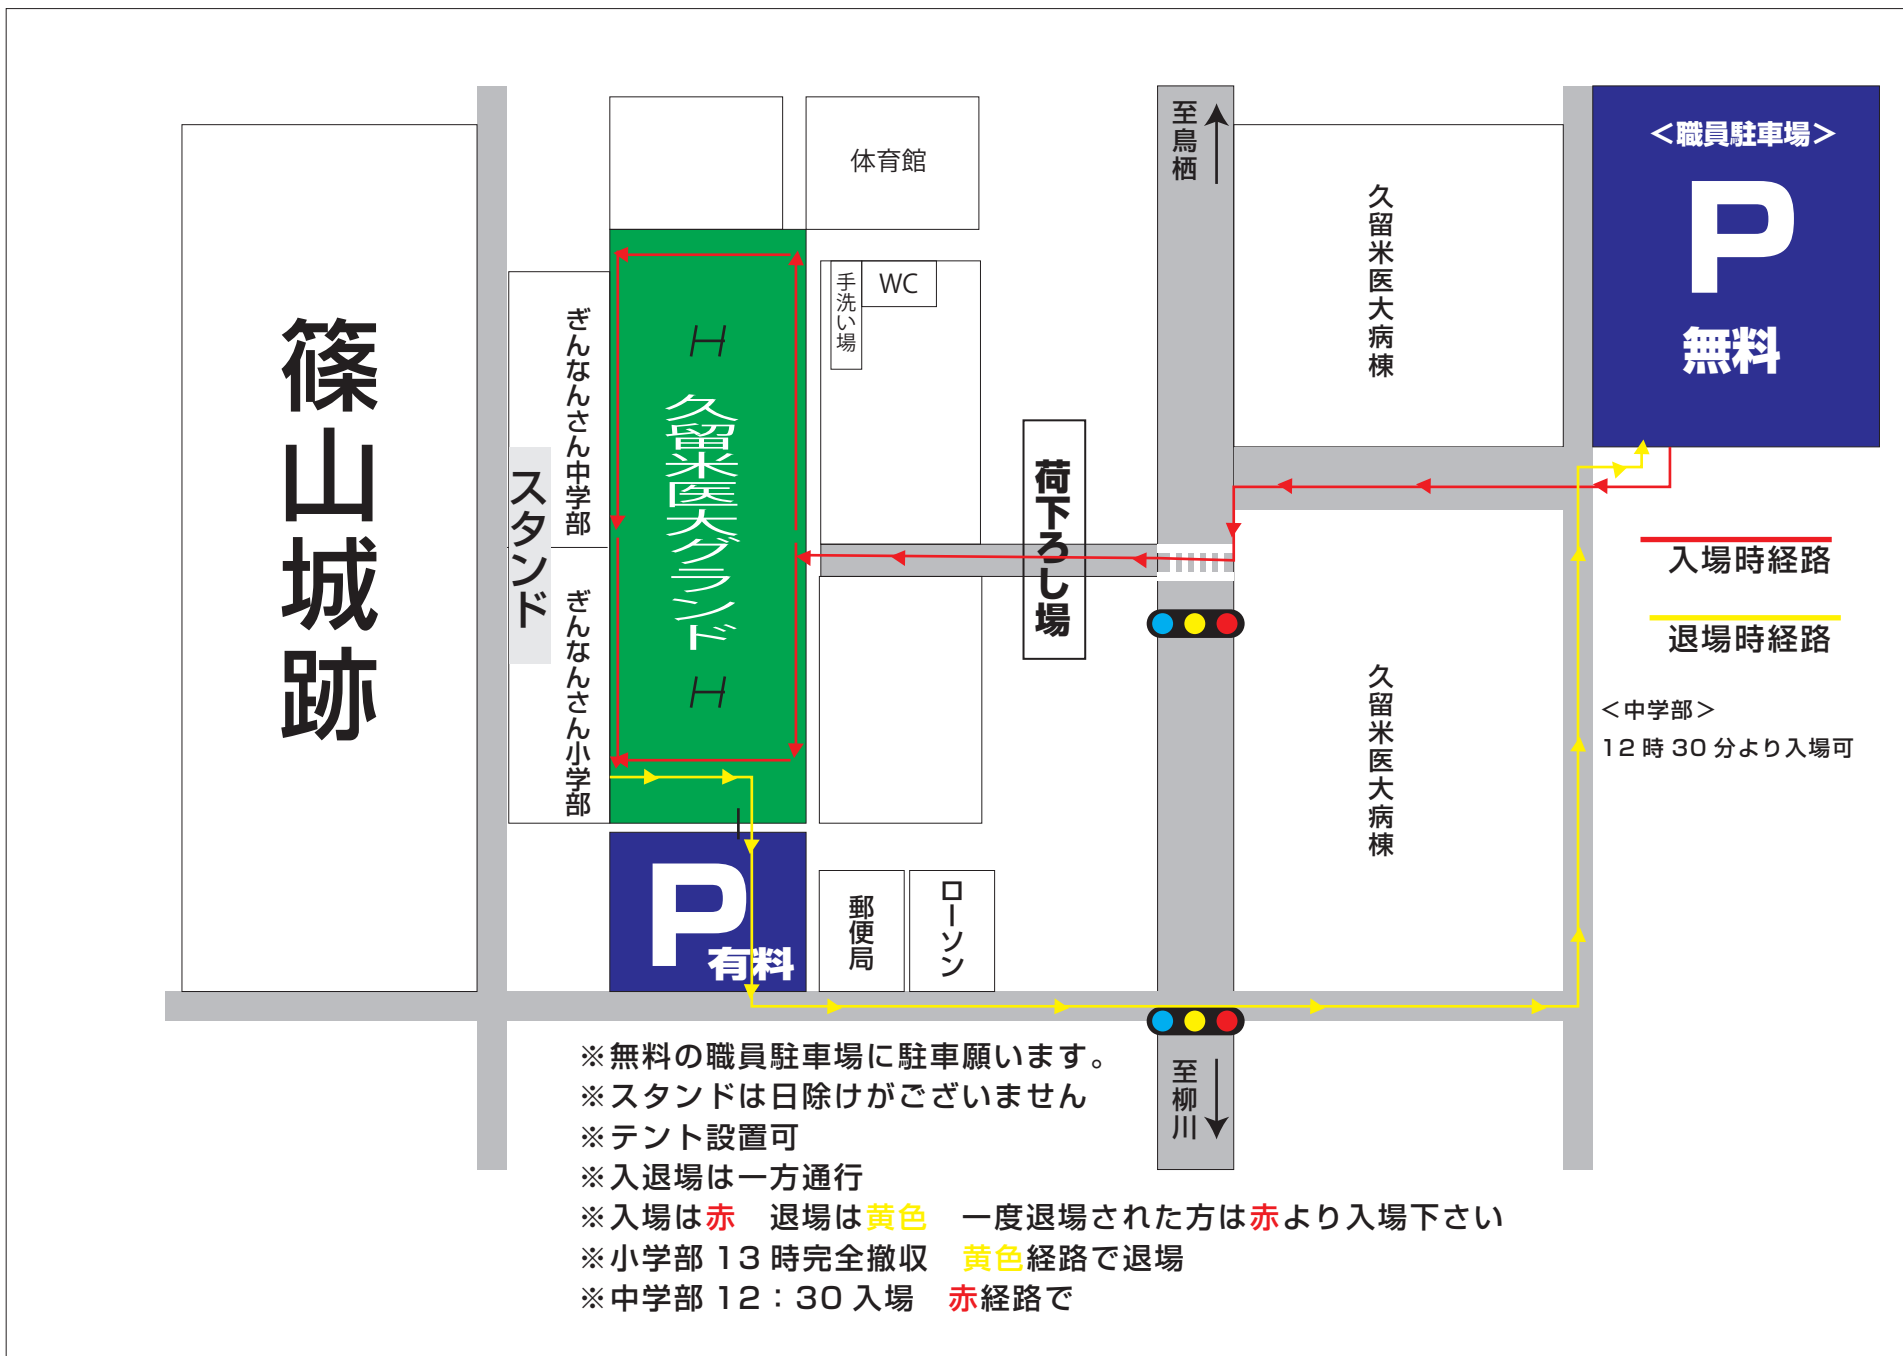 体育館
至鳥栖
<職員駐車場>
P
無料
久留米医大病棟
手洗い場
WC
篠山城跡
ぎんなんさん中学部
スタンド
ぎんなんさん小学部
久留米医大グランド
荷下ろし場
入場時経路
退場時経路
<中学部>
12時30分より入場可
久留米医大病棟
P
有料
郵便局
ローソン
至柳川
※無料の職員駐車場に駐車願います。
※スタンドは日除けがございません
※テント設置可
※入退場は一方通行
※入場は赤　退場は黄色　一度退場された方は赤より入場下さい
※小学部13時完全撤収　黄色経路で退場
※中学部12：30入場　赤経路で